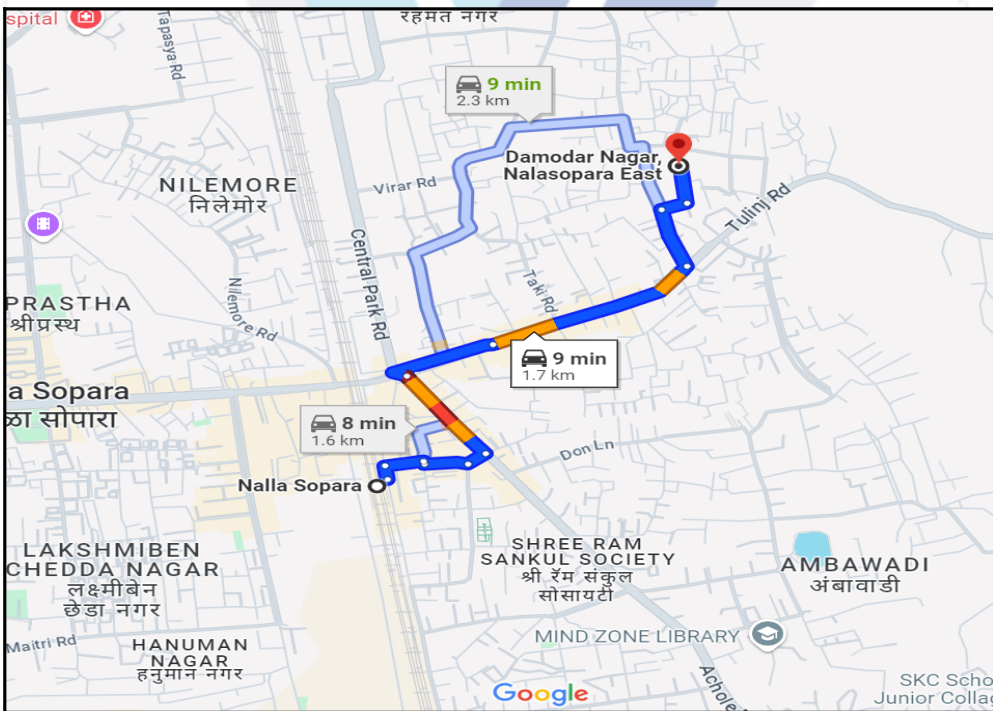 spital
रहमत नगर
Tapasya Rd
9 min
2.3 km
Damodar Nagar,
Nalasopara East
NILEMORE
निलेमोर
Virar Rd
Tulinj Rd
Central Park Rd
Nilemore Rd
Taki Rd
PRASTHA
श्रीप्रस्थ
9 min
1.7 km
a Sopara
ळा सोपारा
8 min
1.6 km
Don Ln
Nalla Sopara
LAKSHMIBEN
CHEDDA NAGAR
लक्ष्मीबेन
छेडा नगर
SHREE RAM
SANKUL SOCIETY
श्री रॅम संकुल
सोसायटी
AMBAWADI
अंबावाडी
Maitri Rd
HANUMAN
NAGAR
हनुमान नगर
MIND ZONE LIBRARY
Achole
Google
SKC Scho
Junior Colla